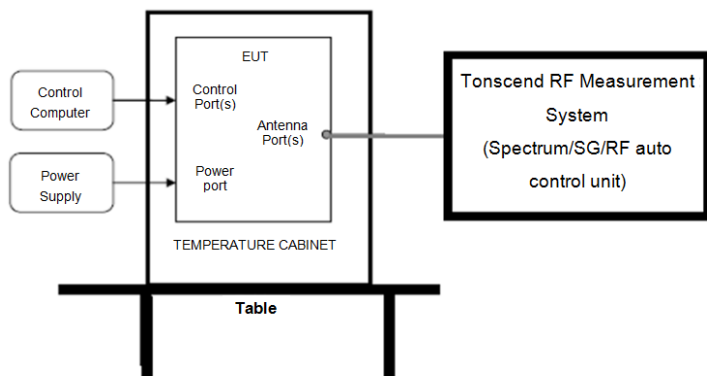 EUT
Control
Computer
Control
Port(s)
Antenna
Port(s)
Power
Supply
Power
port
TEMPERATURE CABINET
Table
Tonscend RF Measurement
System
(Spectrum/SG/RF auto
control unit)